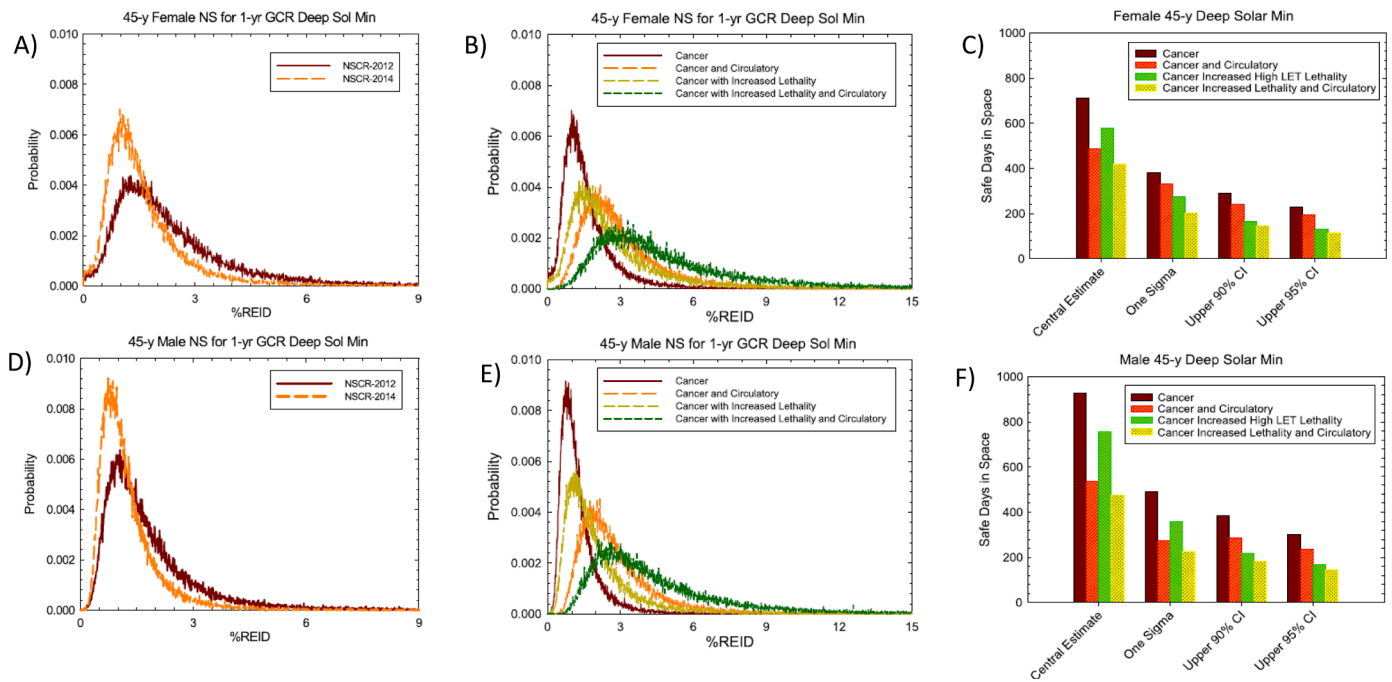 A)
45-y Female NS for 1-yr GCR Deep Sol Min
Probability
0.010
0.008
0.006
0.004
0.002
0.000
NSCR-2012
NSCR-2014
0 3 6 9
%REID
B)
45-y Female NS for 1-yr GCR Deep Sol Min
Probability
0.010
0.008
0.006
0.004
0.002
0.000
Cancer
Cancer and Circulatory
Cancer with Increased Lethality
Cancer with Increased Lethality and Circulatory
0 3 6 9 12 15
%REID
C)
Female 45-y Deep Solar Min
Safe Days in Space
1000
800
600
400
200
0
Cancer
Cancer and Circulatory
Cancer Increased High LET Lethality
Cancer Increased Lethality and Circulatory
Central Estimate
One Sigma
Upper 90% CI
Upper 95% CI
D)
45-y Male NS for 1-yr GCR Deep Sol Min
Probability
0.010
0.008
0.006
0.004
0.002
0.000
NSCR-2012
NSCR-2014
0 3 6 9
%REID
E)
45-y Male NS for 1-yr GCR Deep Sol Min
Probability
0.010
0.008
0.006
0.004
0.002
0.000
Cancer
Cancer and Circulatory
Cancer with Increased Lethality
Cancer with Increased Lethality and Circulatory
0 3 6 9 12 15
%REID
F)
Male 45-y Deep Solar Min
Safe Days in Space
1000
800
600
400
200
0
Cancer
Cancer and Circulatory
Cancer Increased High LET Lethality
Cancer Increased Lethality and Circulatory
Central Estimate
One Sigma
Upper 90% CI
Upper 95% CI